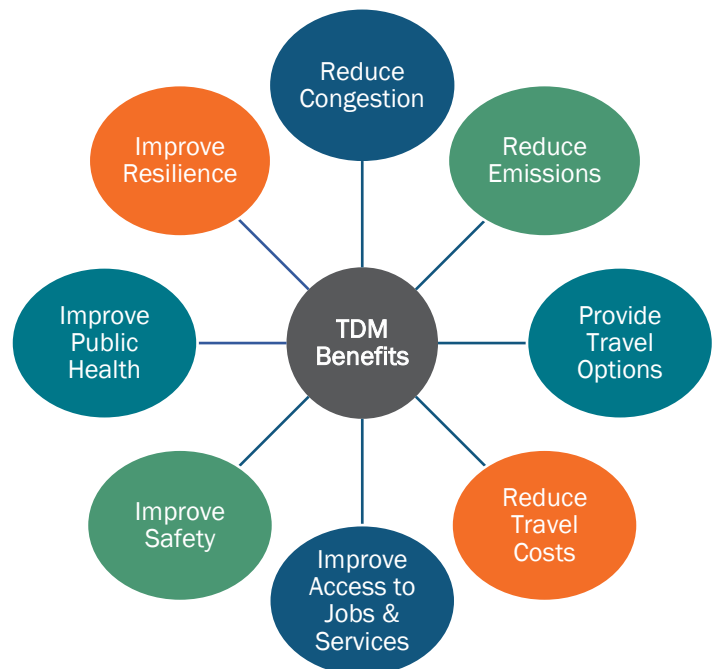 Reduce
Congestion
Reduce
Emissions
Provide
Travel
Options
Reduce
Travel
Costs
Improve
Access to
Jobs &
Services
Improve
Safety
Improve
Public
Health
Improve
Resilience
TDM
Benefits